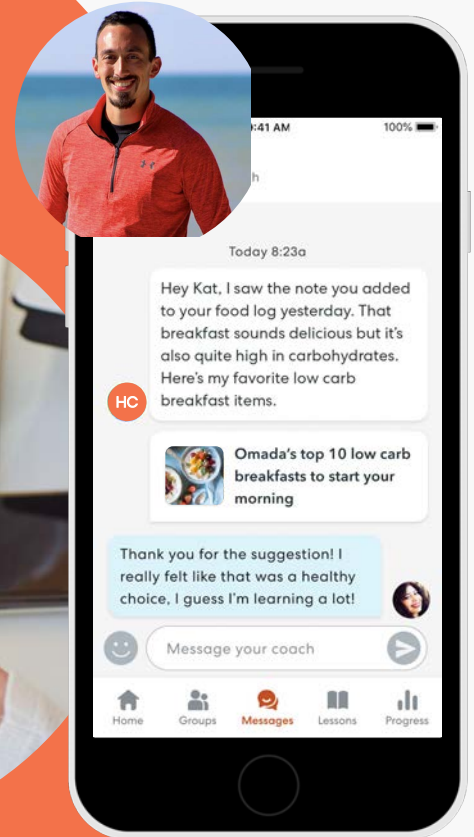 :41 AM 100%
h
Today 8:23a
Hey Kat, I saw the note you added
to your food log yesterday. That
breakfast sounds delicious but it's
also quite high in carbohydrates.
Here's my favorite low carb
breakfast items.
HC
Omada's top 10 low carb
breakfasts to start your
morning
Thank you for the suggestion! I
really felt like that was a healthy
choice, I guess I'm learning a lot!
Message your coach
Home Groups Messages Lessons Progress